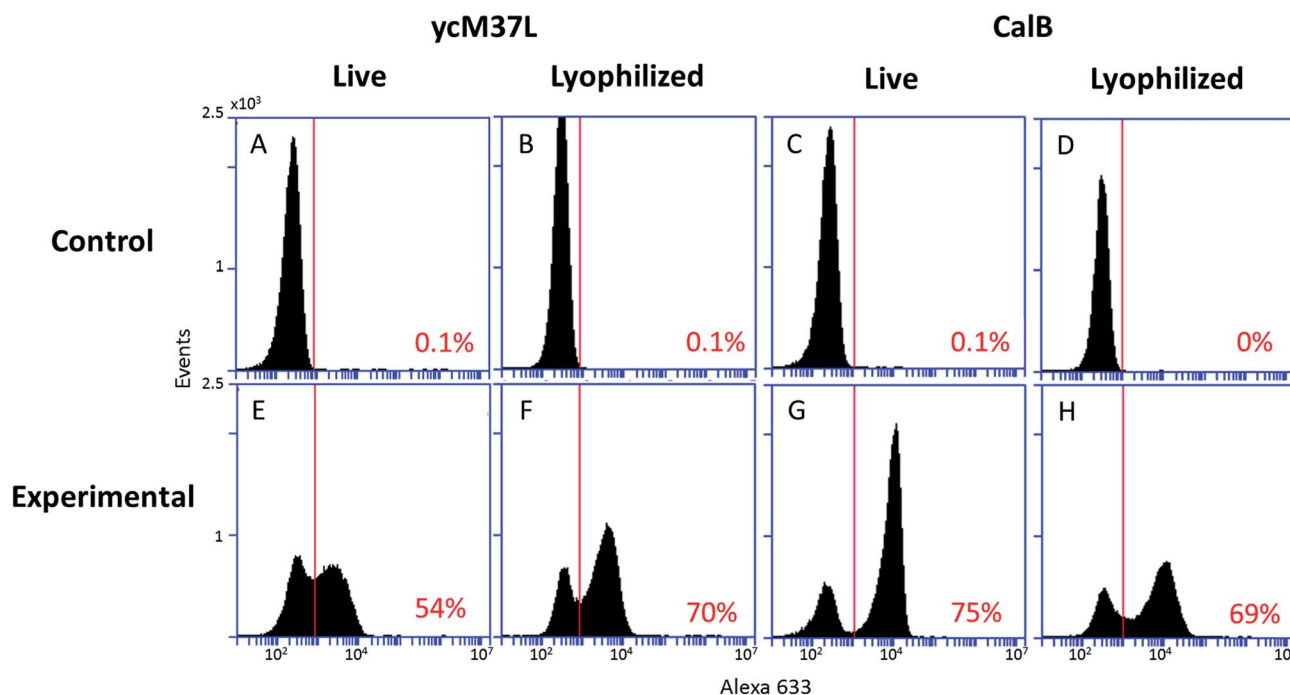 ycM37L CalB
Live Lyophilized Live Lyophilized
2.5 x10³
A B C D
Control
1
Events
0.1% 0.1% 0.1% 0%
2.5
E F G H
Experimental
1
54% 70% 75% 69%
10² 10⁴ 10⁷ 10² 10⁴ 10⁷ 10² 10⁴ 10⁷ 10² 10⁴ 10⁷
Alexa 633